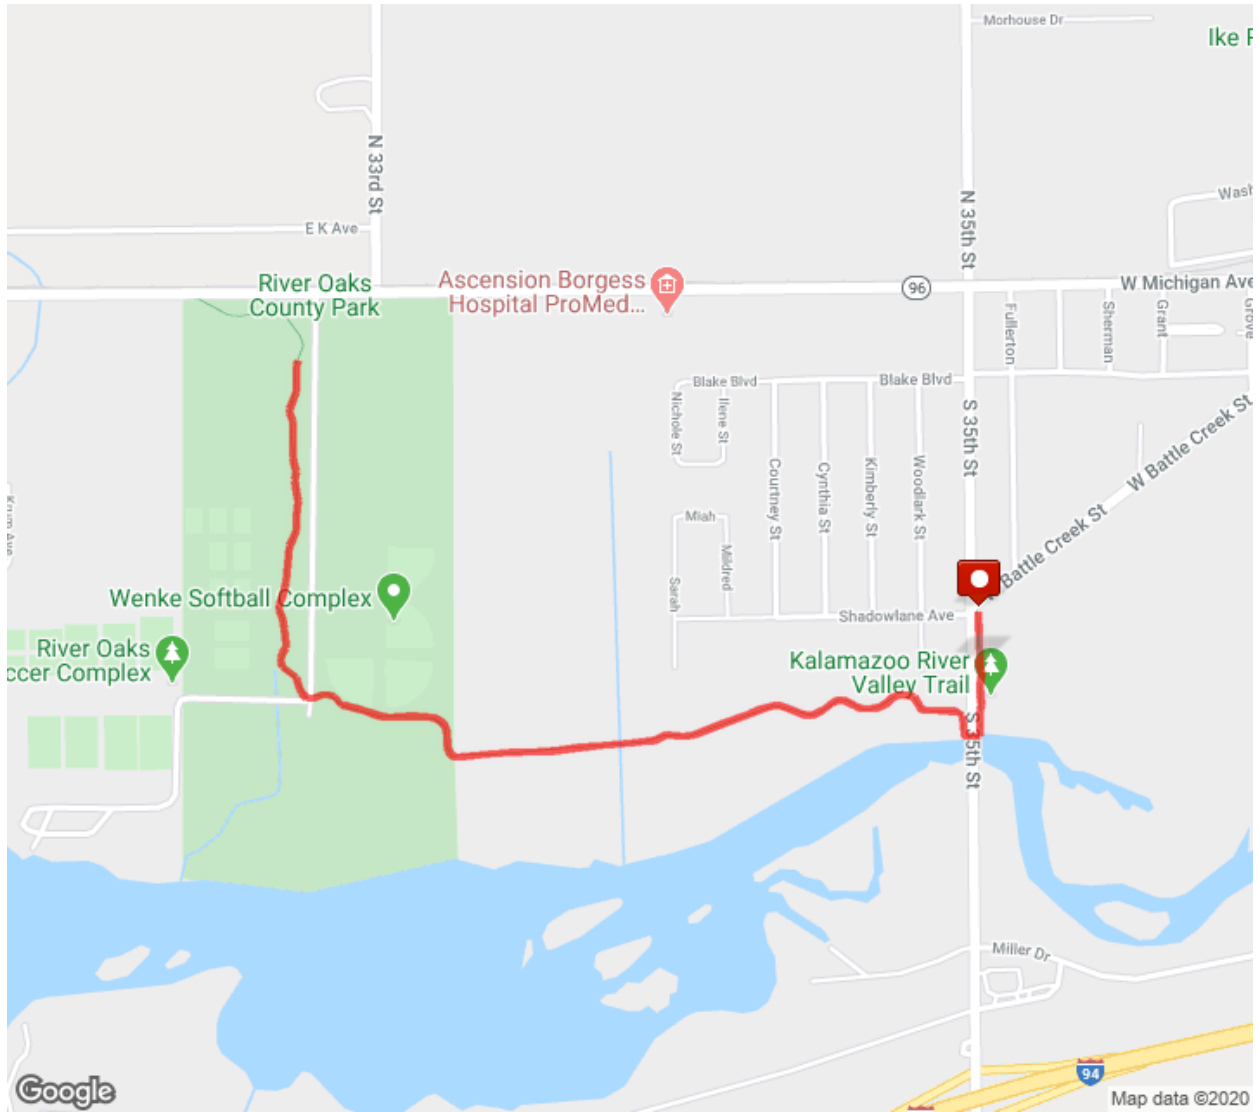 Morhouse Dr
Ike
N 33rd St
N 35th St
Wash
E K Ave
River Oaks
County Park
Ascension Borgess
Hospital ProMed...
96
W Michigan Ave
Fullerton
Sherman
Grant
Grove
Blake Blvd
Blake Blvd
Nichole St
Ilene St
S 35th St
W Battle Creek St
Courtney St
Cynthia St
Kimberly St
Woodlark St
Krum Ave
Miah
Mildred
Sarah
Battle Creek St
Wenke Softball Complex
Shadowlane Ave
River Oaks
ccer Complex
Kalamazoo River
Valley Trail
S 35th St
Miller Dr
94
Google
Map data ©2020